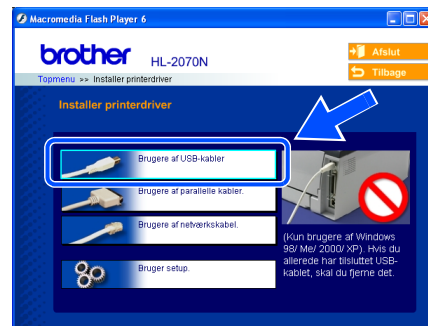 Macromedia Flash Player 6
brother
HL-2070N
Afslut
Tilbage
Topmenu >> Installer printerdriver
Installer printerdriver
Brugere af USB-kabler
Brugere af parallelle kabler.
Brugere af netværkskabel.
Bruger setup.
(Kun brugere af Windows
98/ Me/ 2000/ XP). Hvis du
allerede har tilsluttet USB-
kablet, skal du fjerne det.